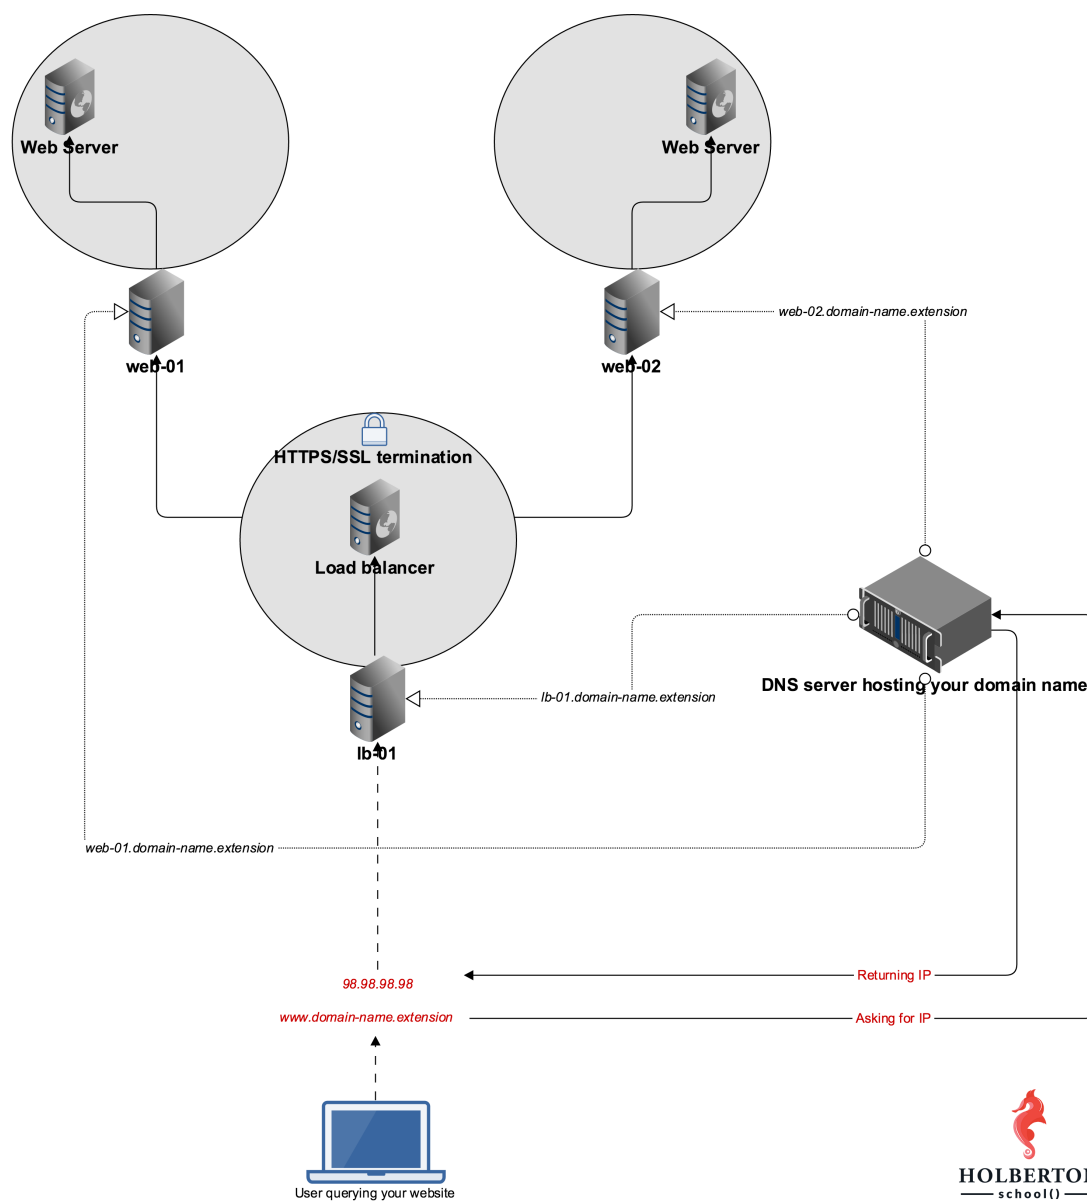 Web Server
Web Server
web-02.domain-name.extension
web-01
web-02
HTTPS/SSL termination
Load balancer
DNS server hosting your domain name
lb-01.domain-name.extension
lb-01
web-01.domain-name.extension
Returning IP
98.98.98.98
www.domain-name.extension
Asking for IP
User querying your website
HOLBERTON
school()